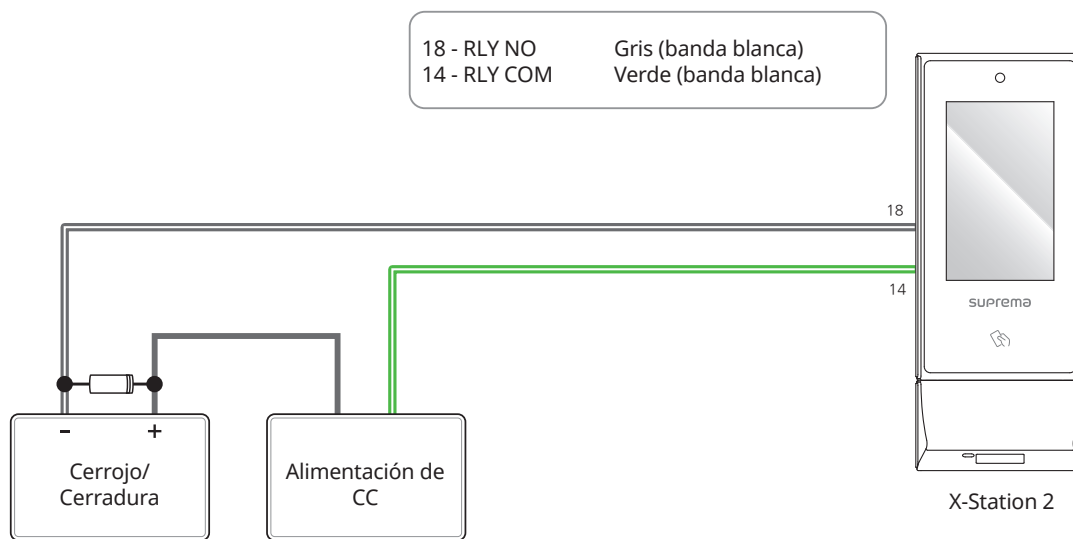 18 - RLY NO Gris (banda blanca)
14 - RLY COM Verde (banda blanca)
18
14
suprema
- +
Cerrojo/
Cerradura
Alimentación de
CC
X-Station 2